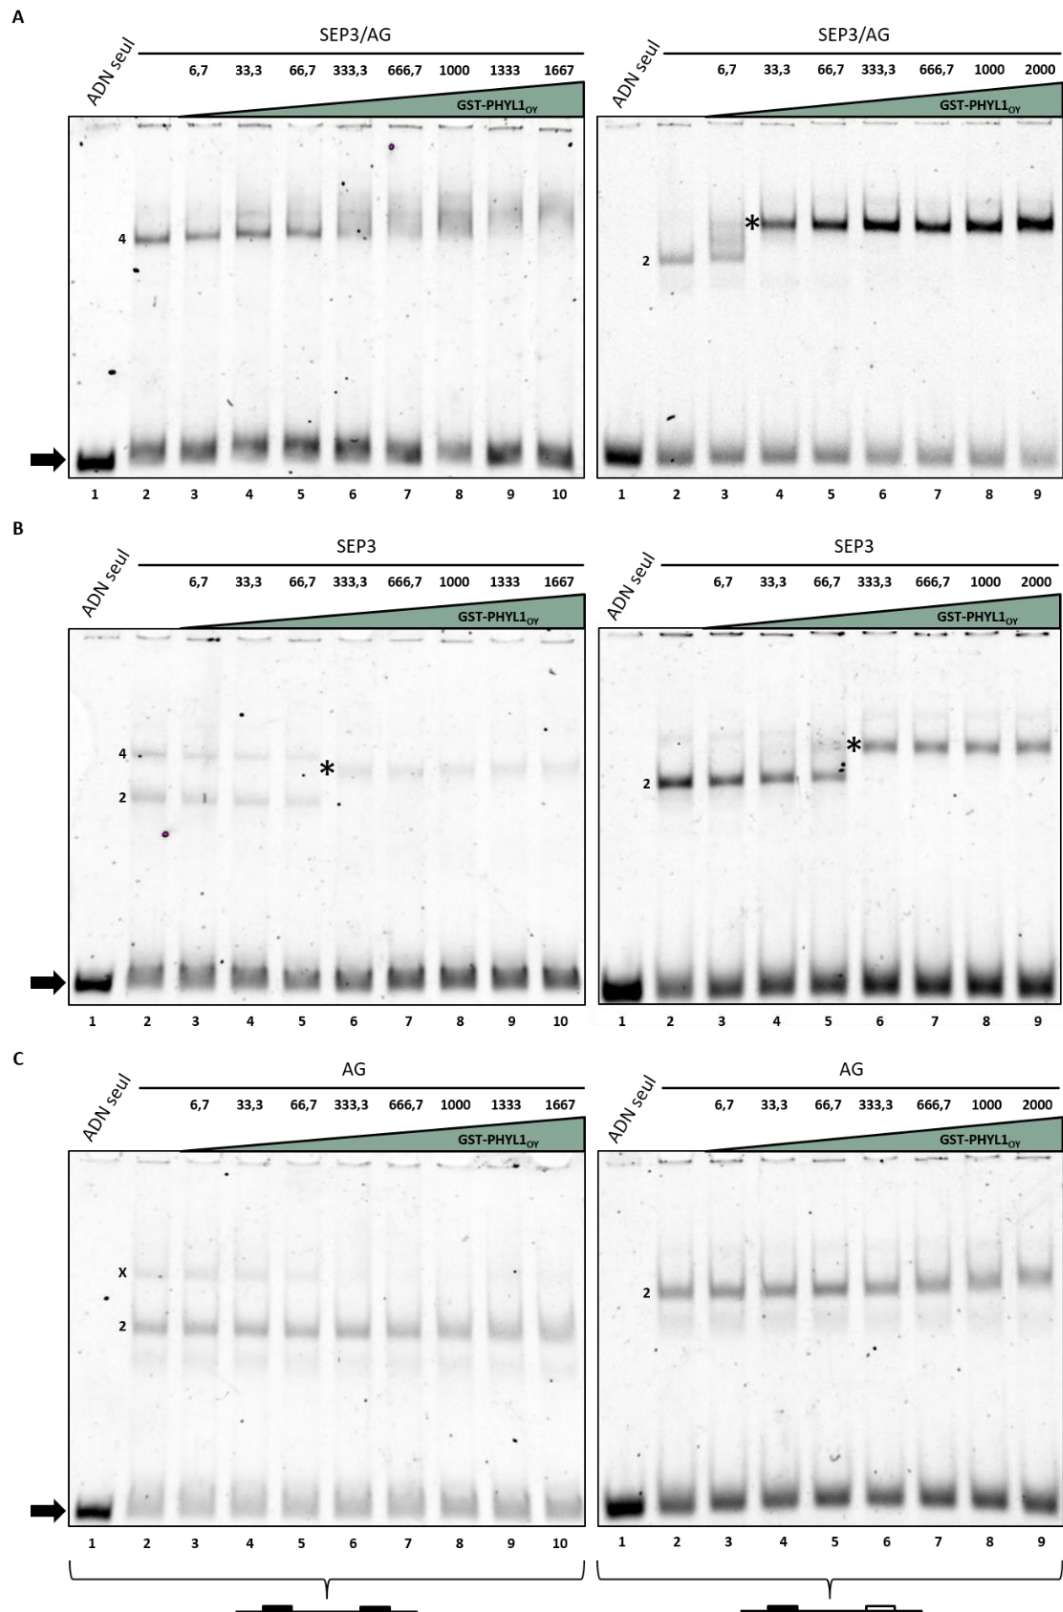 A
SEP3/AG
ADN seul
6,7 33,3 66,7 333,3 666,7 1000 1333 1667
GST-PHYL1OY
4
1 2 3 4 5 6 7 8 9 10
SEP3/AG
ADN seul
6,7 33,3 66,7 333,3 666,7 1000 2000
GST-PHYL1OY
*
2
1 2 3 4 5 6 7 8 9
B
SEP3
ADN seul
6,7 33,3 66,7 333,3 666,7 1000 1333 1667
GST-PHYL1OY
4
*
2
1 2 3 4 5 6 7 8 9 10
SEP3
ADN seul
6,7 33,3 66,7 333,3 666,7 1000 2000
GST-PHYL1OY
*
2
1 2 3 4 5 6 7 8 9
C
AG
ADN seul
6,7 33,3 66,7 333,3 666,7 1000 1333 1667
GST-PHYL1OY
X
2
1 2 3 4 5 6 7 8 9 10
AG
ADN seul
6,7 33,3 66,7 333,3 666,7 1000 2000
GST-PHYL1OY
2
1 2 3 4 5 6 7 8 9